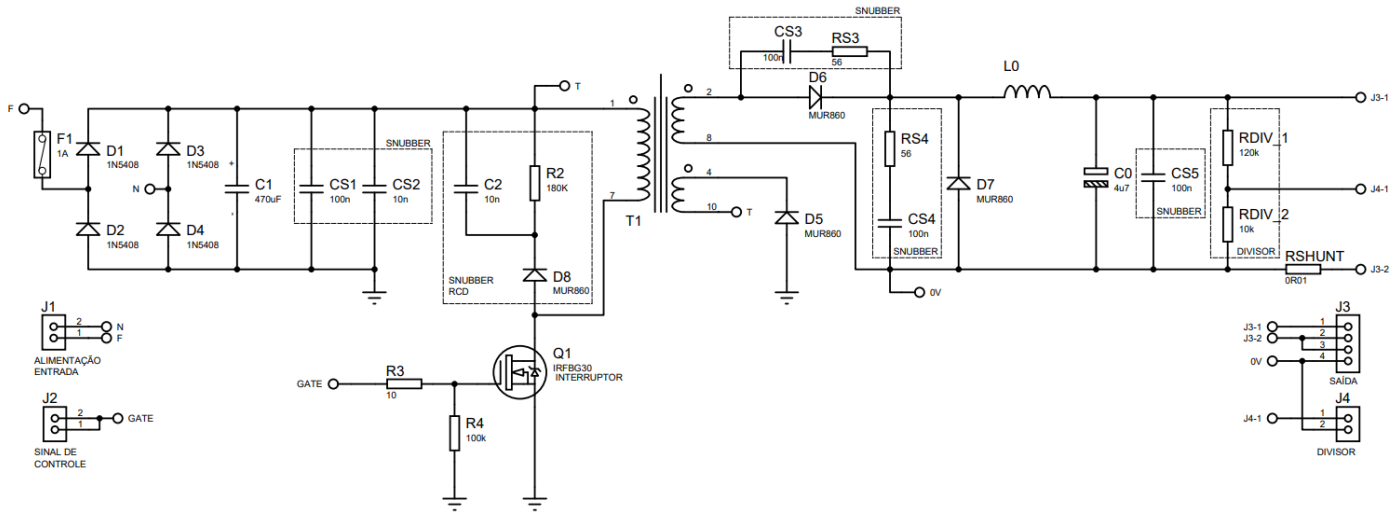 SNUBBER
CS3
100n
RS3
56
D6
MUR860
L0
F
F1
1A
D1
1N5408
D3
1N5408
N
D2
1N5408
D4
1N5408
+
-
C1
470uF
SNUBBER
CS1
100n
CS2
10n
C2
10n
R2
180K
T
SNUBBER
RCD
D8
MUR860
1
7
T1
2
8
4
10
T
D5
MUR860
RS4
56
CS4
100n
SNUBBER
D7
MUR860
0V
C0
4u7
CS5
100n
SNUBBER
RDIV_1
120k
RDIV_2
10k
DIVISOR
RSHUNT
0R01
J3-1
J4-1
J3-2
J1
2
1
N
F
ALIMENTAÇÃO
ENTRADA
J2
2
1
GATE
SINAL DE
CONTROLE
GATE
R3
10
R4
100k
Q1
IRFBG30
INTERRUPTOR
J3
J3-1
J3-2
0V
1
2
3
4
SAÍDA
J4
J4-1
1
2
DIVISOR